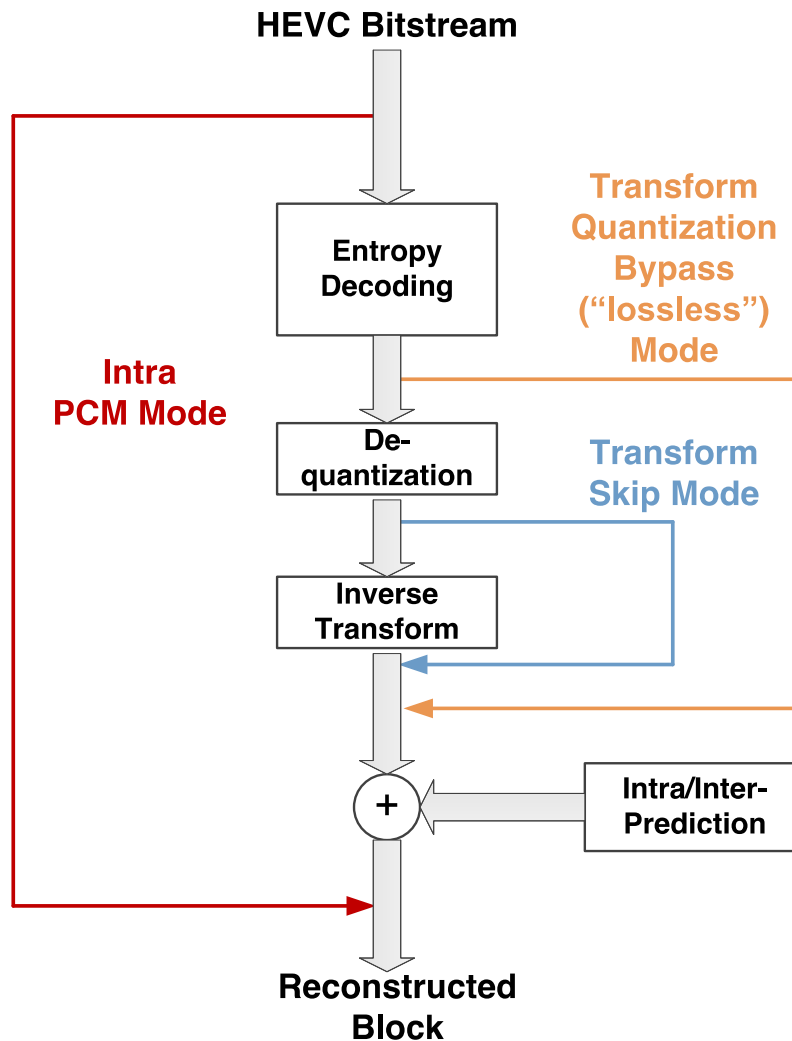 HEVC Bitstream
Entropy
Decoding
Transform
Quantization
Bypass
(“lossless”)
Mode
Intra
PCM Mode
De-
quantization
Transform
Skip Mode
Inverse
Transform
+
Intra/Inter-
Prediction
Reconstructed
Block